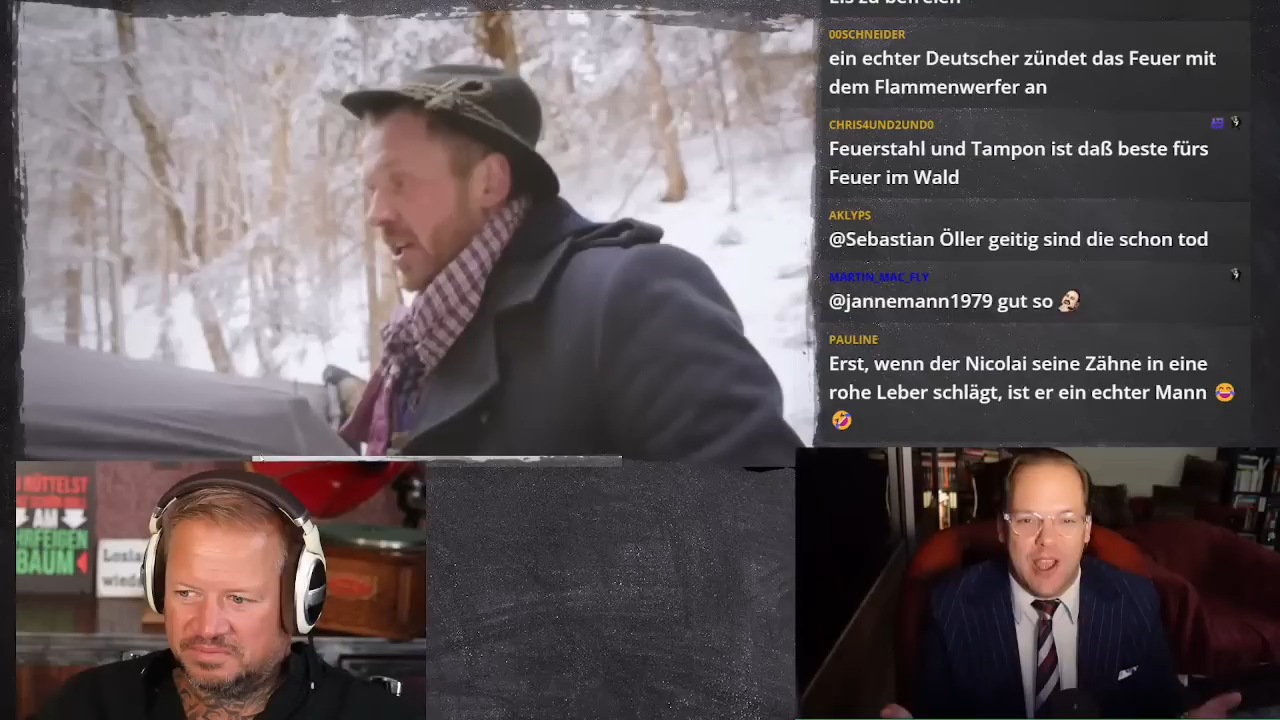 00SCHNEIDER
ein echter Deutscher zündet das Feuer mit
dem Flammenwerfer an
CHRIS4UND2UND0
Feuerstahl und Tampon ist daß beste fürs
Feuer im Wald
AKLYPS
@Sebastian Öller geitig sind die schon tod
MARTIN_MAC_FLY
@jannemann1979 gut so
PAULINE
Erst, wenn der Nicolai seine Zähne in eine
rohe Leber schlägt, ist er ein echter Mann
RÜTTELST
AM
BAUM
wiede